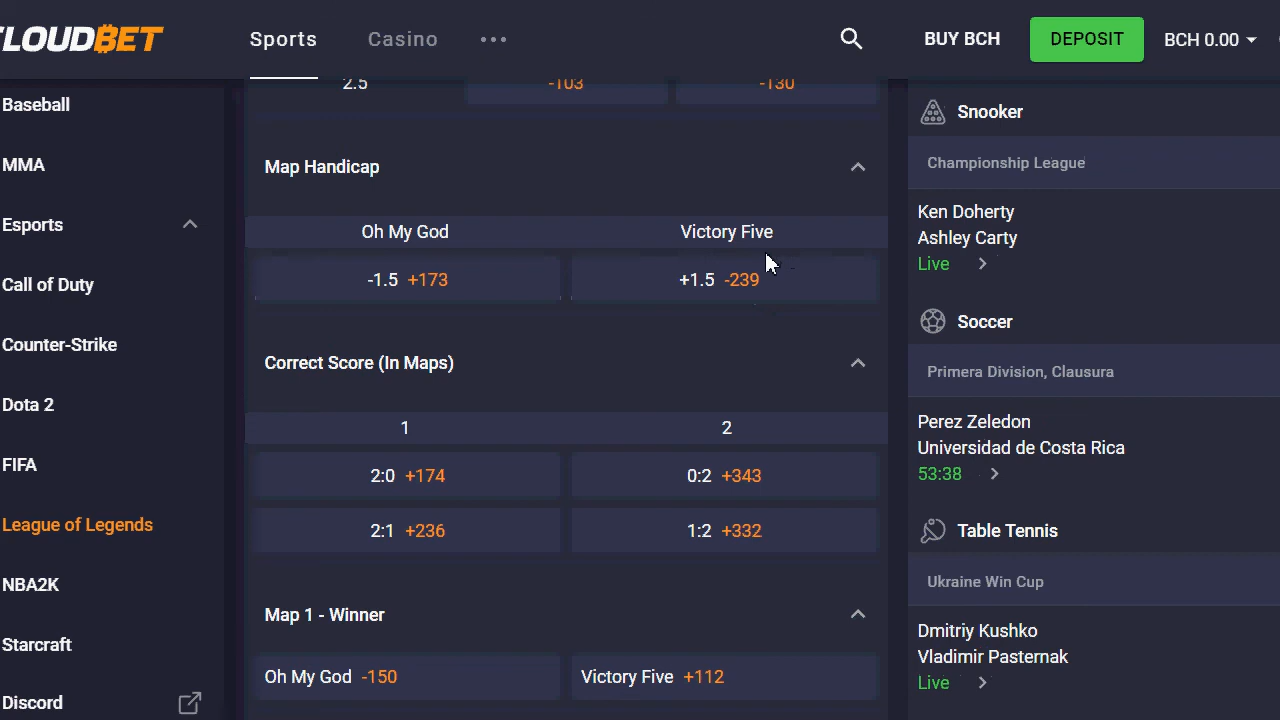 CLOUDBET
Sports
Casino
BUY BCH
DEPOSIT
BCH 0.00
Baseball
MMA
Esports
Call of Duty
Counter-Strike
Dota 2
FIFA
League of Legends
NBA2K
Starcraft
Discord
2.5 -103 -130
Map Handicap
Oh My God Victory Five
-1.5 +173 +1.5 -239
Correct Score (In Maps)
1 2
2:0 +174 0:2 +343
2:1 +236 1:2 +332
Map 1 - Winner
Oh My God -150 Victory Five +112
Snooker
Championship League
Ken Doherty
Ashley Carty
Live
Soccer
Primera Division, Clausura
Perez Zeledon
Universidad de Costa Rica
53:38
Table Tennis
Ukraine Win Cup
Dmitriy Kushko
Vladimir Pasternak
Live